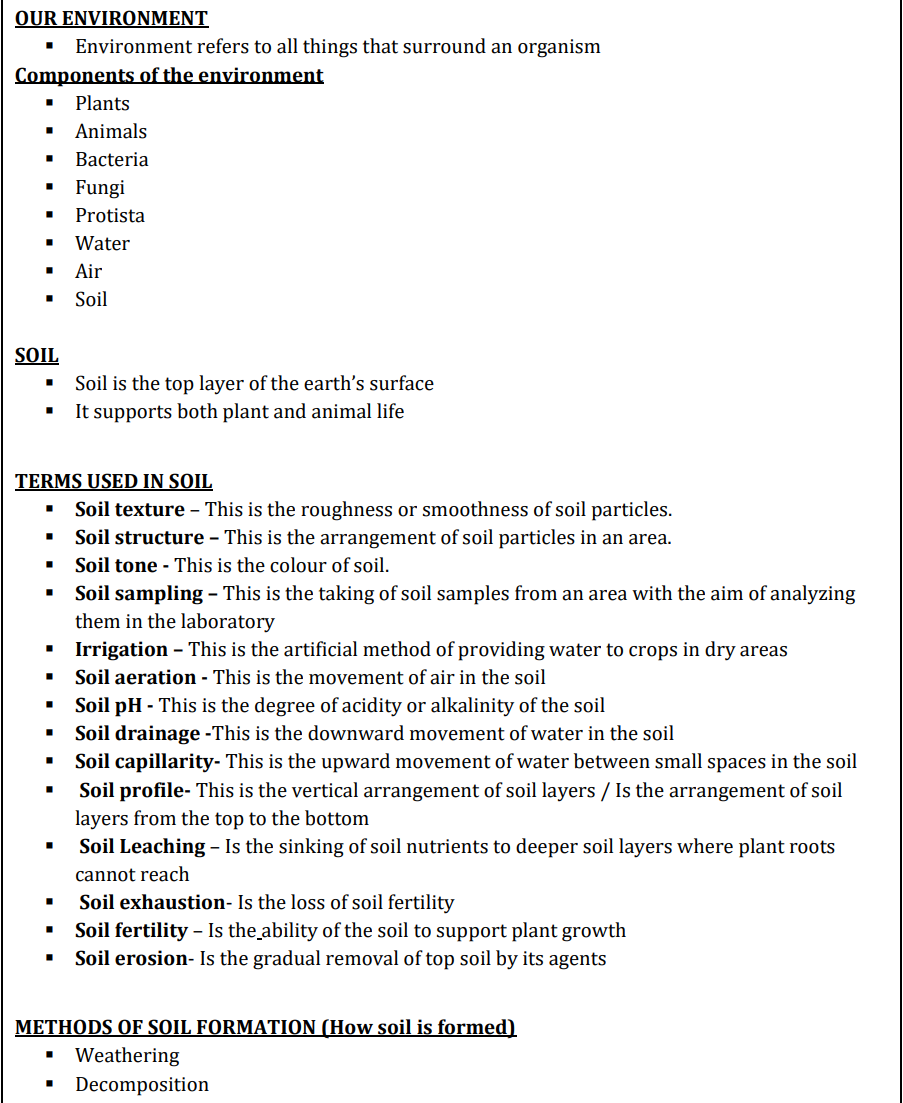 OUR ENVIRONMENT
▪ Environment refers to all things that surround an organism
Components of the environment
▪ Plants
▪ Animals
▪ Bacteria
▪ Fungi
▪ Protista
▪ Water
▪ Air
▪ Soil
SOIL
▪ Soil is the top layer of the earth’s surface
▪ It supports both plant and animal life
TERMS USED IN SOIL
▪ Soil texture – This is the roughness or smoothness of soil particles.
▪ Soil structure – This is the arrangement of soil particles in an area.
▪ Soil tone - This is the colour of soil.
▪ Soil sampling – This is the taking of soil samples from an area with the aim of analyzing
them in the laboratory
▪ Irrigation – This is the artificial method of providing water to crops in dry areas
▪ Soil aeration - This is the movement of air in the soil
▪ Soil pH - This is the degree of acidity or alkalinity of the soil
▪ Soil drainage -This is the downward movement of water in the soil
▪ Soil capillarity- This is the upward movement of water between small spaces in the soil
▪ Soil profile- This is the vertical arrangement of soil layers / Is the arrangement of soil
layers from the top to the bottom
▪ Soil Leaching – Is the sinking of soil nutrients to deeper soil layers where plant roots
cannot reach
▪ Soil exhaustion- Is the loss of soil fertility
▪ Soil fertility – Is the ability of the soil to support plant growth
▪ Soil erosion- Is the gradual removal of top soil by its agents
METHODS OF SOIL FORMATION (How soil is formed)
▪ Weathering
▪ Decomposition